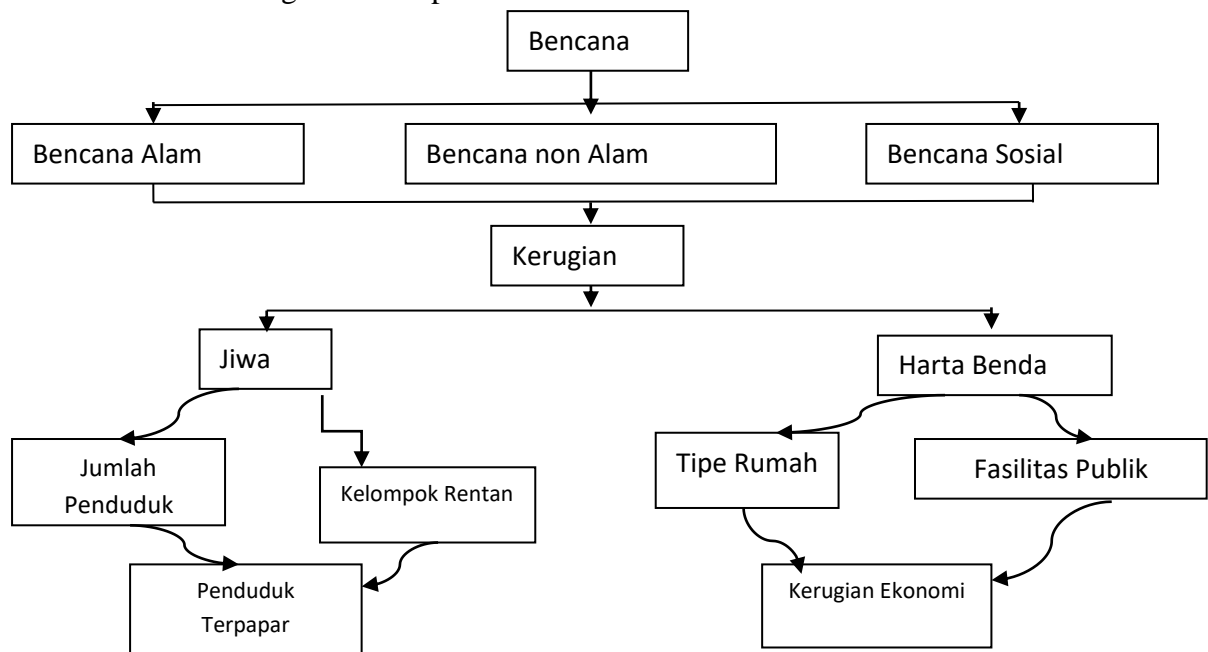 Bencana
Bencana Alam
Bencana non Alam
Bencana Sosial
Kerugian
Jiwa
Harta Benda
Jumlah
Penduduk
Kelompok Rentan
Tipe Rumah
Fasilitas Publik
Penduduk
Terpapar
Kerugian Ekonomi